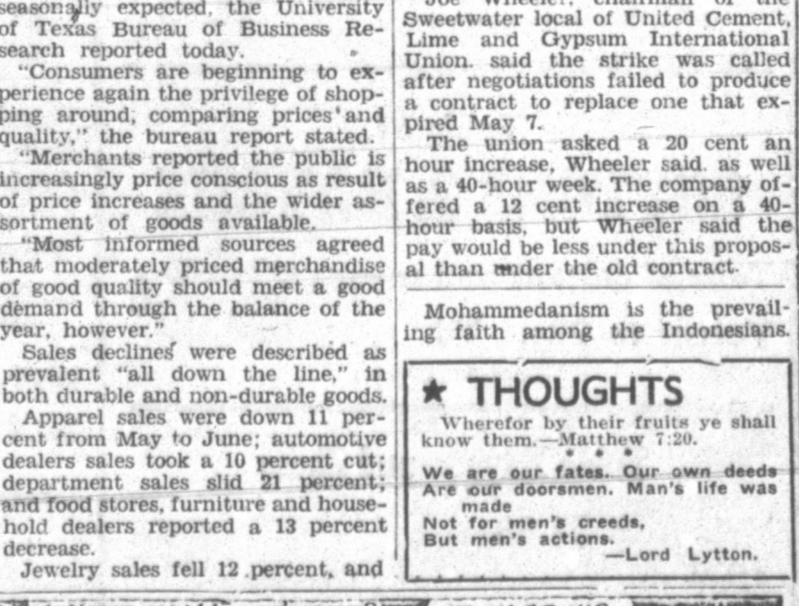 seasonally expected, the University
of Texas Bureau of Business Re-
search reported today.
"Consumers are beginning to ex-
perience again the privilege of shop-
ping around, comparing prices and
quality," the bureau report stated.
"Merchants reported the public is
increasingly price conscious as result
of price increases and the wider as-
sortment of goods available.
"Most informed sources agreed
that moderately priced merchandise
of good quality should meet a good
demand through the balance of the
year, however."
Sales declines were described as
prevalent "all down the line," in
both durable and non-durable goods.
Apparel sales were down 11 per-
cent from May to June; automotive
dealers sales took a 10 percent cut;
department sales slid 21 percent;
and food stores, furniture and house-
hold dealers reported a 13 percent
decrease.
Jewelry sales fell 12 percent, and
Joe Wheeler, chairman of the
Sweetwater local of United Cement,
Lime and Gypsum International
Union. said the strike was called
after negotiations failed to produce
a contract to replace one that ex-
pired May 7.
The union asked a 20 cent an
hour increase, Wheeler said. as well
as a 40-hour week. The company of-
fered a 12 cent increase on a 40-
hour basis, but Wheeler said the
pay would be less under this propos-
al than under the old contract.
Mohammedanism is the prevail-
ing faith among the Indonesians.
★ THOUGHTS
Wherefor by their fruits ye shall
know them.—Matthew 7:20.
* * *
We are our fates. Our own deeds
Are our doorsmen. Man's life was
made
Not for men's creeds,
But men's actions.
—Lord Lytton.